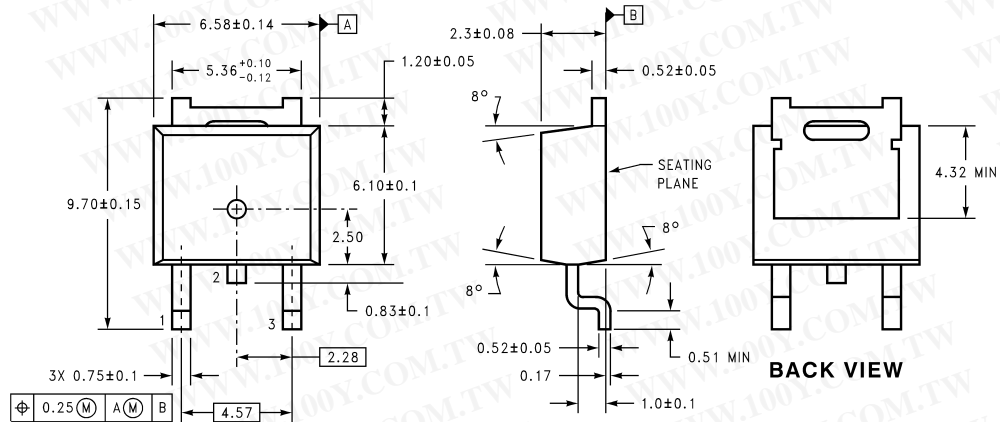 6.58±0.14
A
5.36 +0.10 -0.12
1.20±0.05
9.70±0.15
6.10±0.1
2.50
2
0.83±0.1
1
3
2.28
3X 0.75±0.1
⌖ 0.25 Ⓜ A Ⓜ B
4.57
B
2.3±0.08
0.52±0.05
8°
SEATING
PLANE
8°
8°
0.52±0.05
0.51 MIN
0.17
1.0±0.1
4.32 MIN
BACK VIEW
WWW.100Y.COM.TW